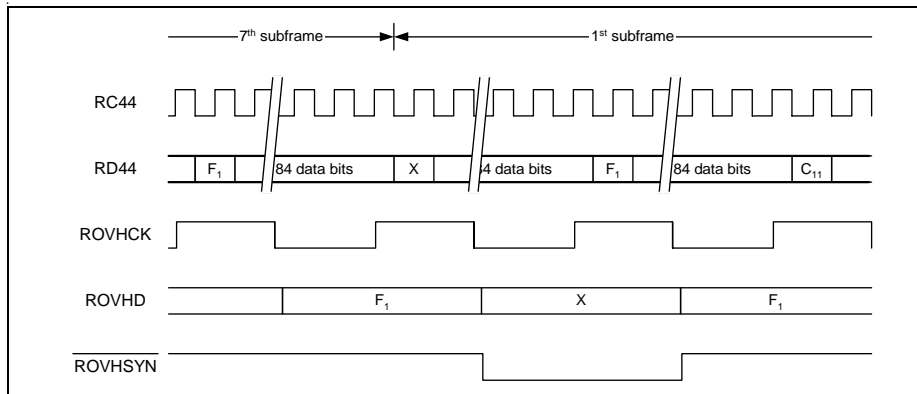 7th subframe 1st subframe
RC44
RD44 F1 84 data bits X 84 data bits F1 84 data bits C11
ROVHCK
ROVHD F1 X F1
ROVHSYN